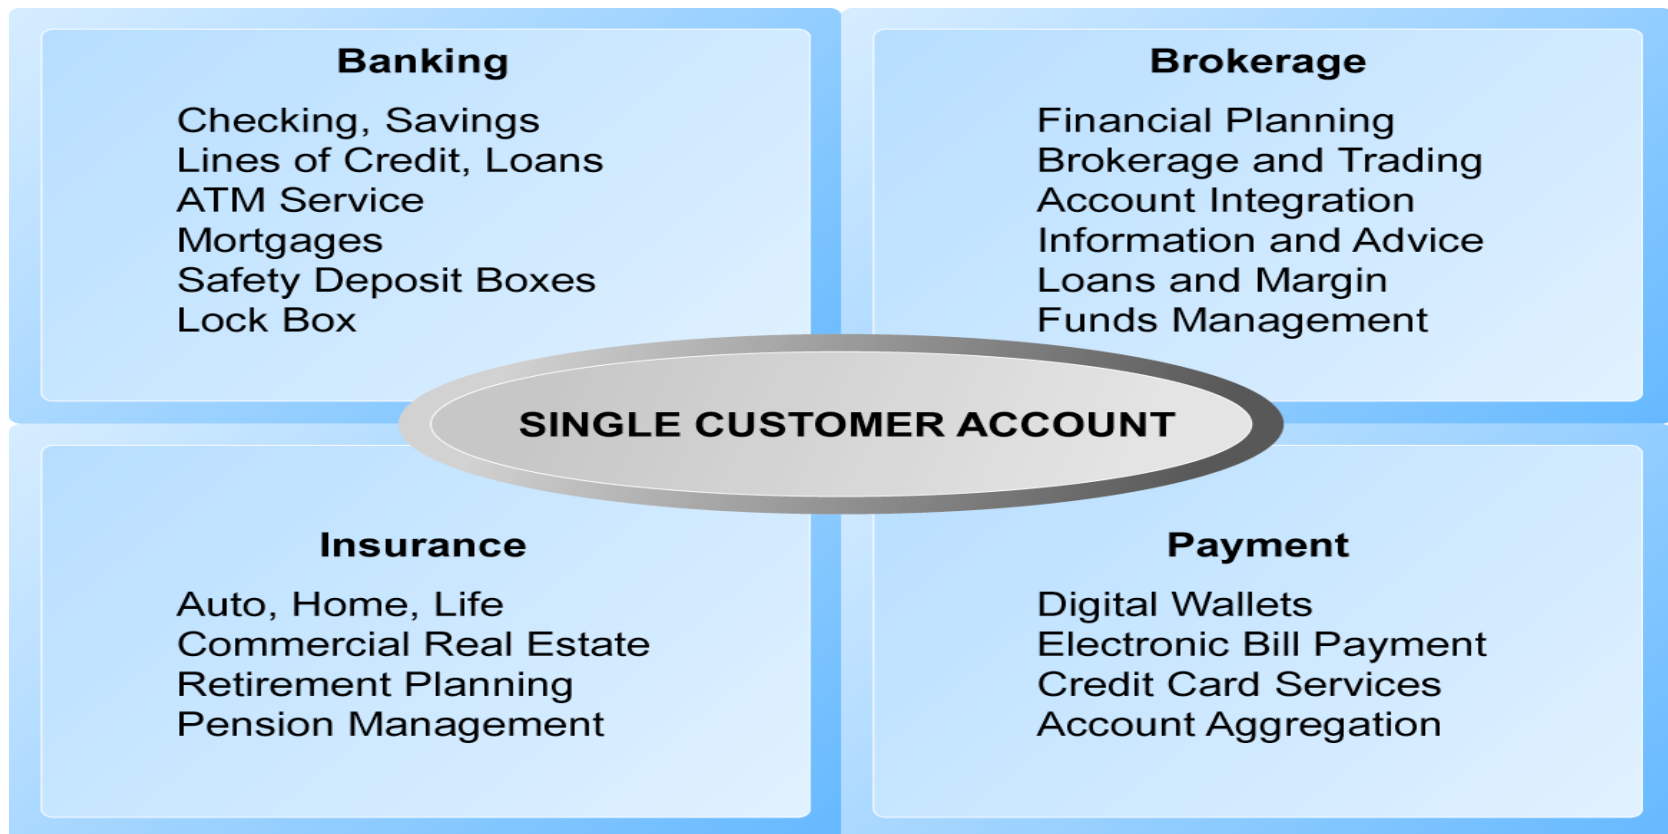 Banking
Checking, Savings
Lines of Credit, Loans
ATM Service
Mortgages
Safety Deposit Boxes
Lock Box
Brokerage
Financial Planning
Brokerage and Trading
Account Integration
Information and Advice
Loans and Margin
Funds Management
SINGLE CUSTOMER ACCOUNT
Insurance
Auto, Home, Life
Commercial Real Estate
Retirement Planning
Pension Management
Payment
Digital Wallets
Electronic Bill Payment
Credit Card Services
Account Aggregation